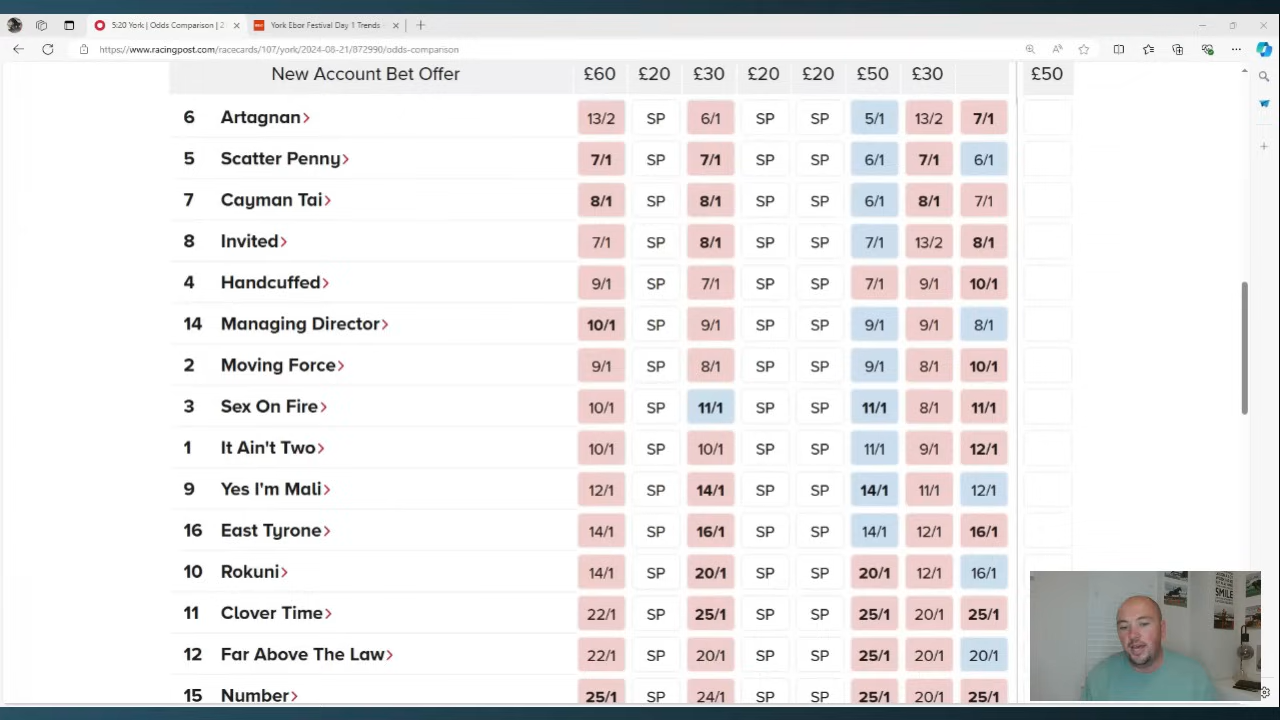 5:20 York | Odds Comparison | 2
York Ebor Festival Day 1 Trends -
https://www.racingpost.com/racecards/107/york/2024-08-21/872990/odds-comparison
New Account Bet Offer £60 £20 £30 £20 £20 £50 £30 £50
6 Artagnan 13/2 SP 6/1 SP SP 5/1 13/2 7/1
5 Scatter Penny 7/1 SP 7/1 SP SP 6/1 7/1 6/1
7 Cayman Tai 8/1 SP 8/1 SP SP 6/1 8/1 7/1
8 Invited 7/1 SP 8/1 SP SP 7/1 13/2 8/1
4 Handcuffed 9/1 SP 7/1 SP SP 7/1 9/1 10/1
14 Managing Director 10/1 SP 9/1 SP SP 9/1 9/1 8/1
2 Moving Force 9/1 SP 8/1 SP SP 9/1 8/1 10/1
3 Sex On Fire 10/1 SP 11/1 SP SP 11/1 8/1 11/1
1 It Ain't Two 10/1 SP 10/1 SP SP 11/1 9/1 12/1
9 Yes I'm Mali 12/1 SP 14/1 SP SP 14/1 11/1 12/1
16 East Tyrone 14/1 SP 16/1 SP SP 14/1 12/1 16/1
10 Rokuni 14/1 SP 20/1 SP SP 20/1 12/1 16/1
11 Clover Time 22/1 SP 25/1 SP SP 25/1 20/1 25/1
12 Far Above The Law 22/1 SP 20/1 SP SP 25/1 20/1 20/1
15 Number 25/1 SP 24/1 SP SP 25/1 20/1 25/1
SMILE